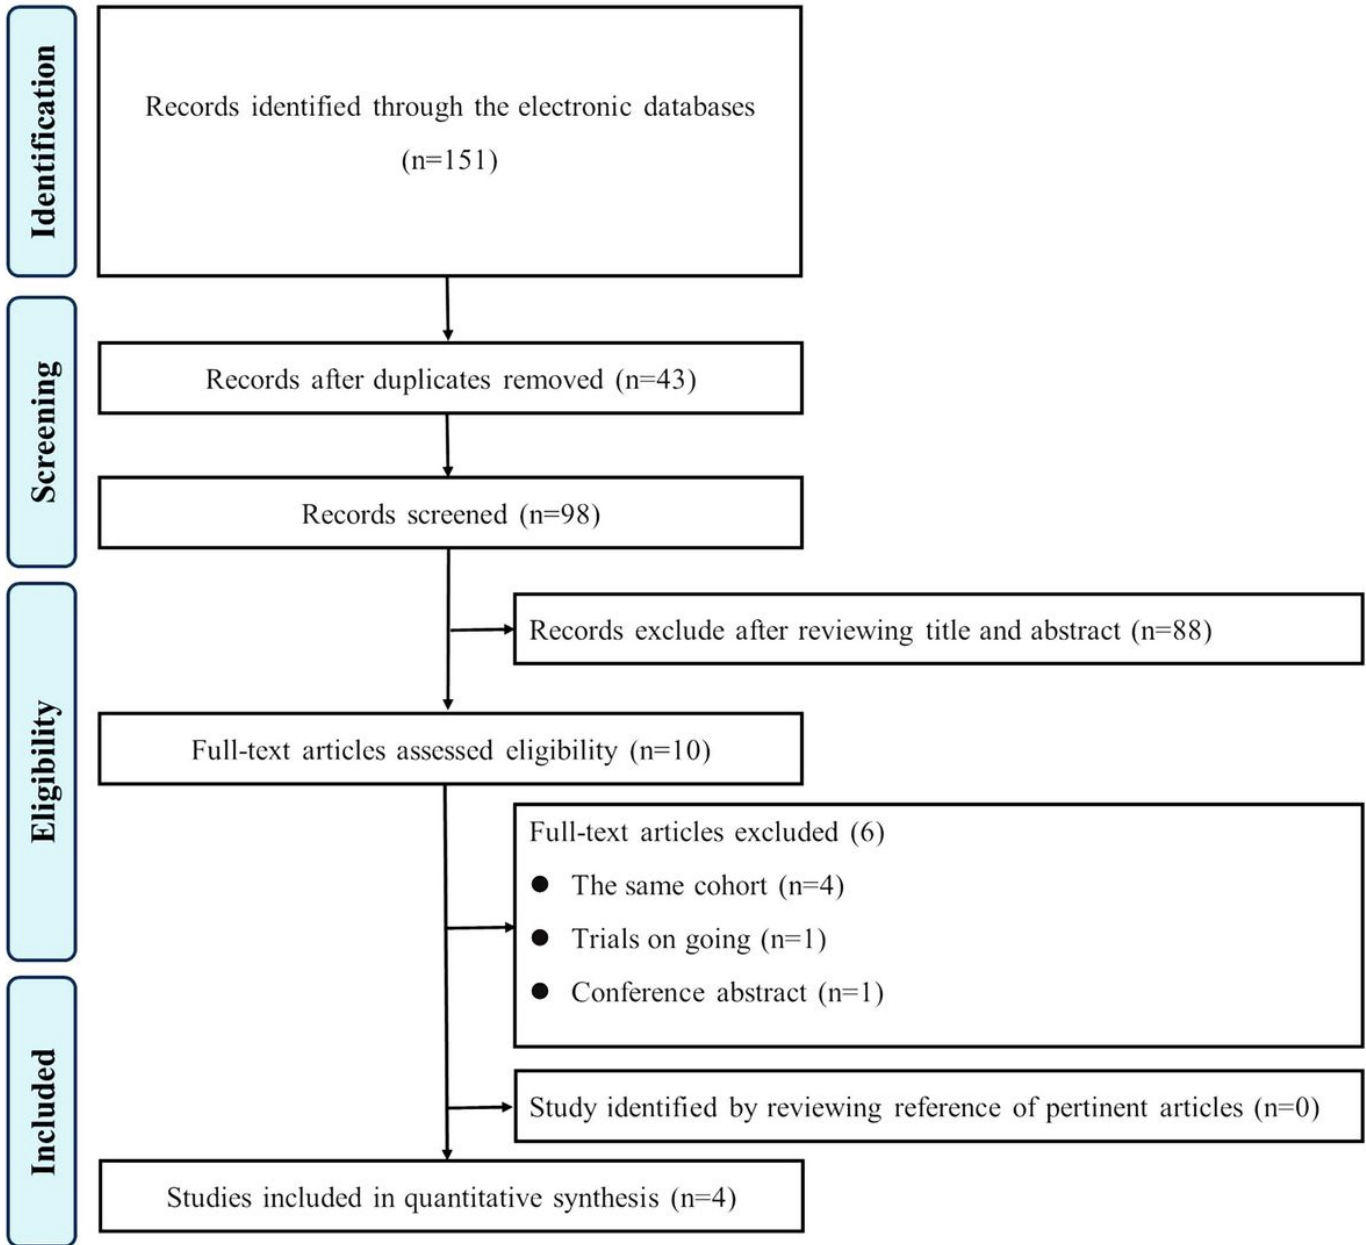 Identification
Records identified through the electronic databases
(n=151)
Screening
Records after duplicates removed (n=43)
Records screened (n=98)
Eligibility
Records exclude after reviewing title and abstract (n=88)
Full-text articles assessed eligibility (n=10)
Full-text articles excluded (6)
● The same cohort (n=4)
● Trials on going (n=1)
● Conference abstract (n=1)
Included
Study identified by reviewing reference of pertinent articles (n=0)
Studies included in quantitative synthesis (n=4)